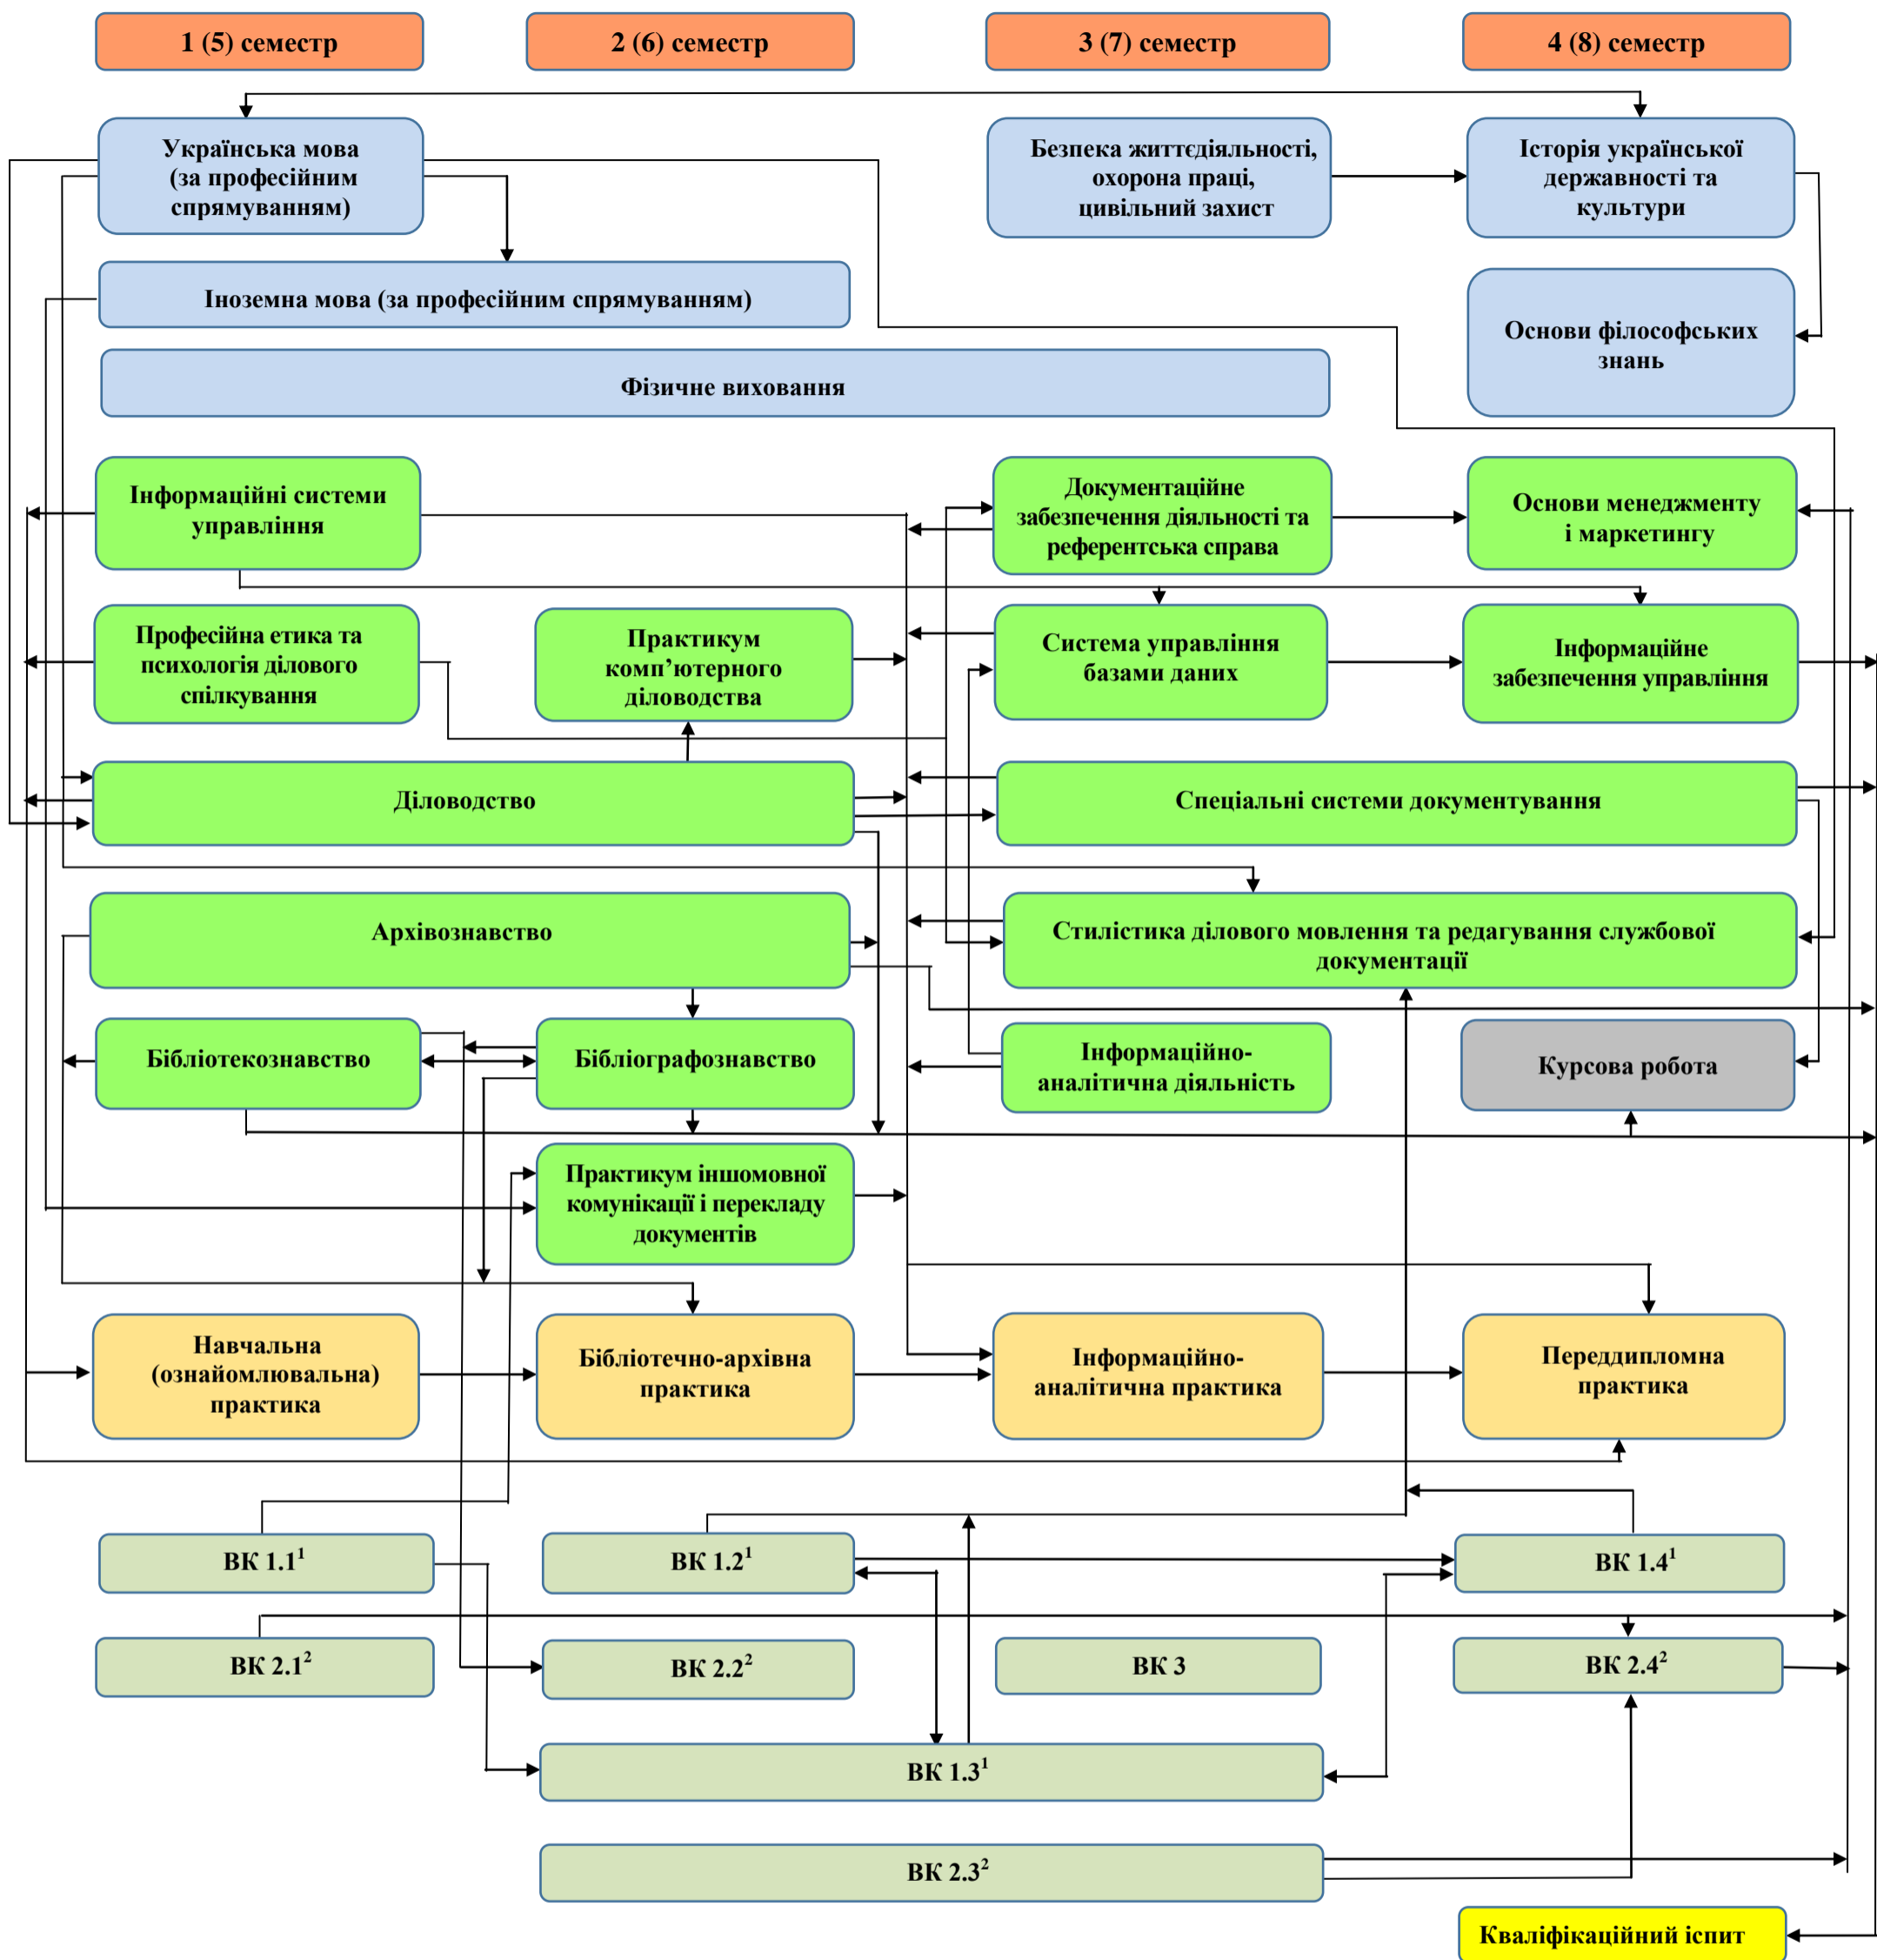 1 (5) семестр
2 (6) семестр
3 (7) семестр
4 (8) семестр
Українська мова
(за професійним
спрямуванням)
Безпека життєдіяльності,
охорона праці,
цивільний захист
Історія української
державності та
культури
Іноземна мова (за професійним спрямуванням)
Основи філософських
знань
Фізичне виховання
Інформаційні системи
управління
Документаційне
забезпечення діяльності та
референтська справа
Основи менеджменту
і маркетингу
Професійна етика та
психологія ділового
спілкування
Практикум
комп’ютерного
діловодства
Система управління
базами даних
Інформаційне
забезпечення управління
Діловодство
Спеціальні системи документування
Архівознавство
Стилістика ділового мовлення та редагування службової
документації
Бібліотекознавство
Бібліографознавство
Інформаційно-
аналітична діяльність
Курсова робота
Практикум іншомовної
комунікації і перекладу
документів
Навчальна
(ознайомлювальна)
практика
Бібліотечно-архівна
практика
Інформаційно-
аналітична практика
Переддипломна
практика
ВК 1.1¹
ВК 1.2¹
ВК 1.4¹
ВК 2.1²
ВК 2.2²
ВК 3
ВК 2.4²
ВК 1.3¹
ВК 2.3²
Кваліфікаційний іспит